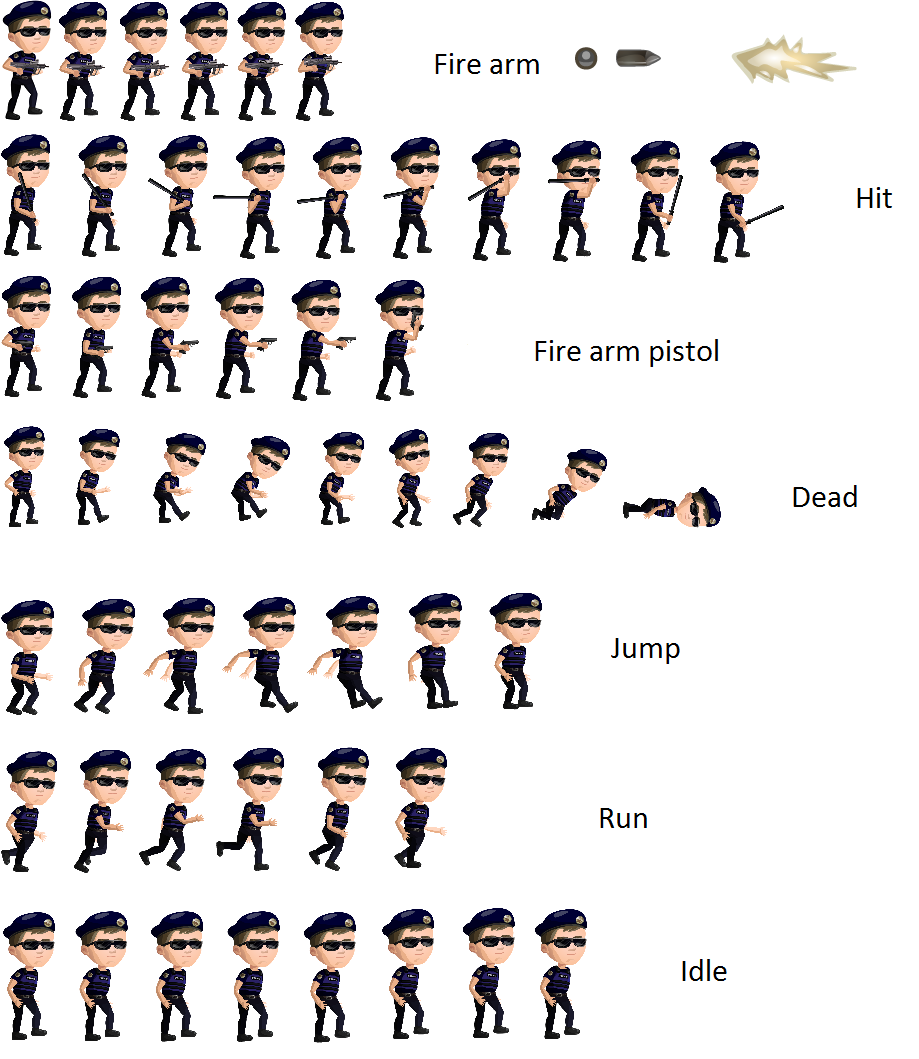 Fire arm
Hit
Fire arm pistol
Dead
Jump
Run
Idle